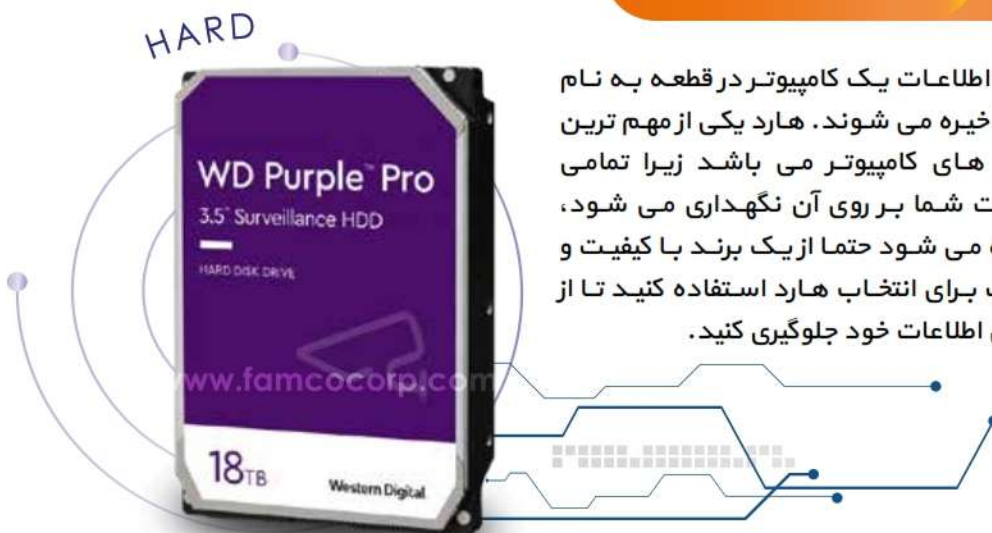 HARD
اطلاعات یک کامپیوتر در قطعه به نام
خیره می شوند. هارد یکی از مهم ترین
های کامپیوتر می باشد زیرا تمامی
ت شما بر روی آن نگهداری می شود،
می شود حتما از یک برند با کیفیت و
برای انتخاب هارد استفاده کنید تا از
اطلاعات خود جلوگیری کنید.
WD Purple™ Pro
3.5" Surveillance HDD
HARD DISK DRIVE
www.famcocorp.com
18TB
Western Digital